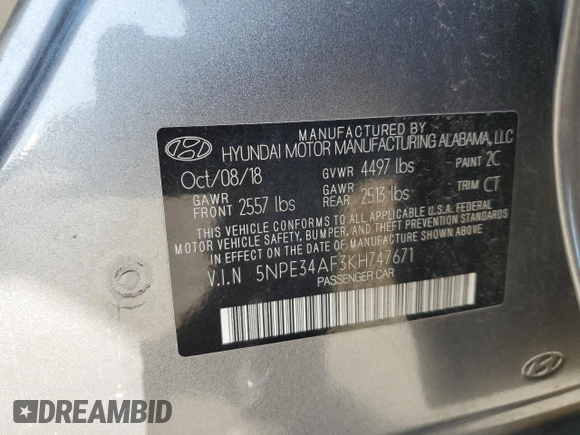 MANUFACTURED BY
HYUNDAI MOTOR MANUFACTURING ALABAMA, LLC
Oct/08/18 GVWR 4497 lbs PAINT 2C
GAWR FRONT 2557 lbs GAWR REAR 2513 lbs TRIM CT
THIS VEHICLE CONFORMS TO ALL APPLICABLE U.S.A. FEDERAL
MOTOR VEHICLE SAFETY, BUMPER, AND THEFT PREVENTION STANDARDS
IN EFFECT ON THE DATE OF MANUFACTURE SHOWN ABOVE.
V.I.N 5NPE34AF3KH747671
PASSENGER CAR
DREAMBID